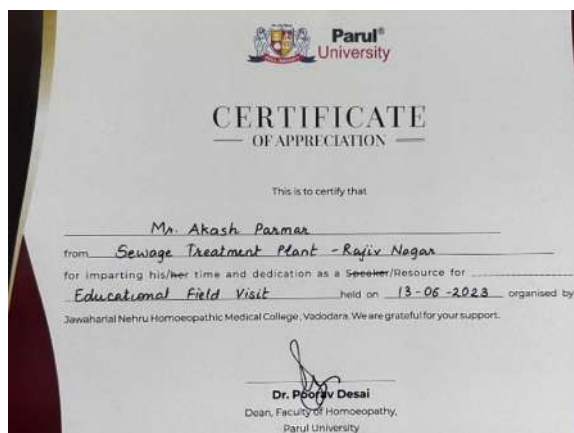 Parul®
University
CERTIFICATE
OF APPRECIATION
This is to certify that
Mr. Akash Parmar
from Sewage Treatment Plant - Rajiv Nagar
for imparting his/her time and dedication as a Speaker/Resource for
Educational Field Visit held on 13-06-2023 organised by
Jawaharlal Nehru Homoeopathic Medical College, Vadodara. We are grateful for your support.
Dr. Poorav Desai
Dean, Faculty of Homoeopathy,
Parul University